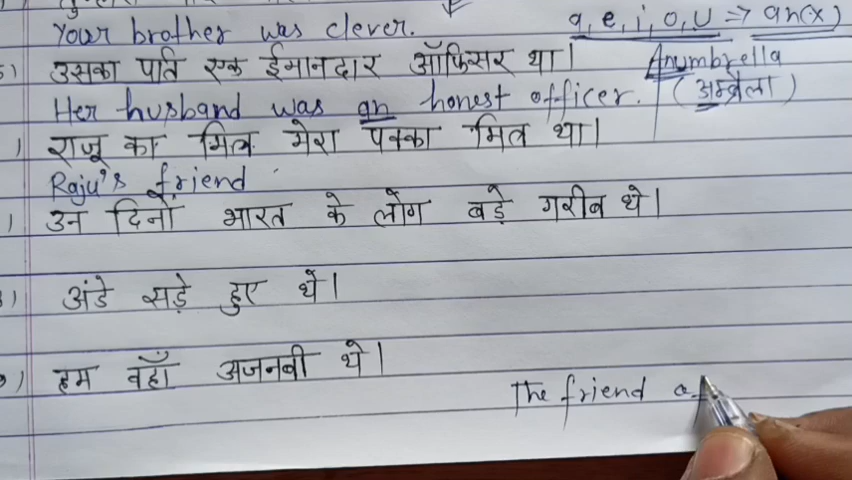 Your brother was clever.
a, e, i, o, U ⇒ an(x)
उसका पति एक ईमानदार ऑफिसर था।
An umbrella
Her husband was an honest officer.
(अम्ब्रेला)
राजू का मित्र मेरा पक्का मित्र था।
Raju's friend
उन दिनों भारत के लोग बड़े गरीब थे।
अंडे सड़े हुए थे।
हम वहाँ अजनबी थे।
The friend of